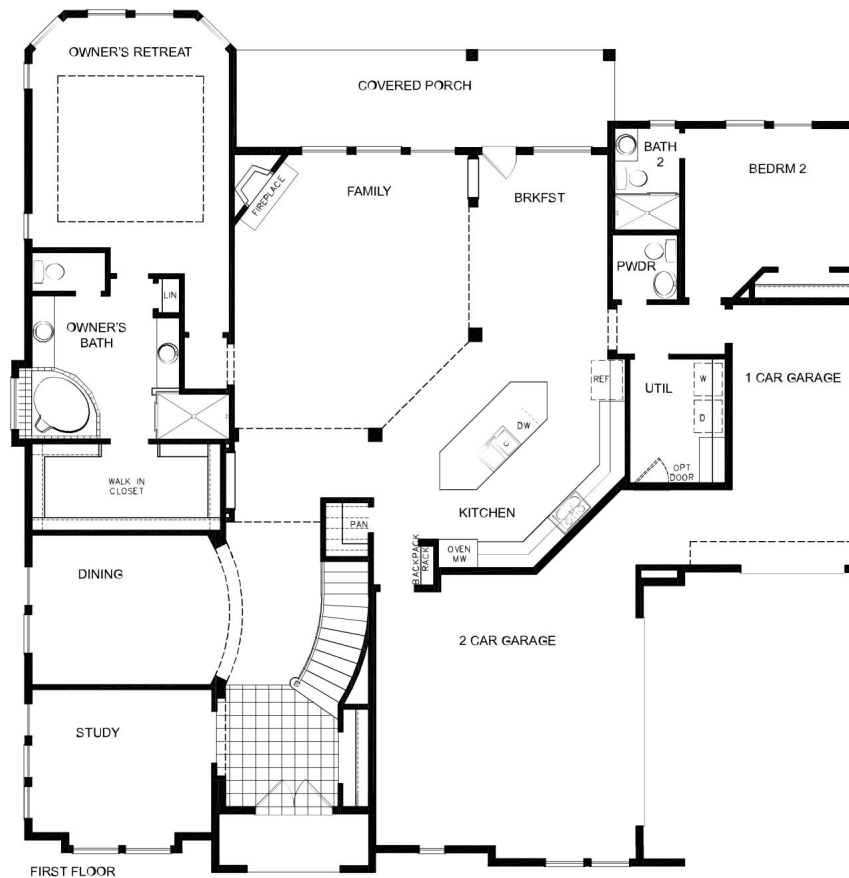 OWNER'S RETREAT
COVERED PORCH
FAMILY
FIREPLACE
BRKFST
BATH
2
BEDRM 2
PWDR
LIN
OWNER'S
BATH
REF
UTIL
W
D
1 CAR GARAGE
DW
OPT
DOOR
WALK IN
CLOSET
KITCHEN
PAN
OVEN
MW
BACKPACK
RACK
DINING
2 CAR GARAGE
STUDY
FIRST FLOOR